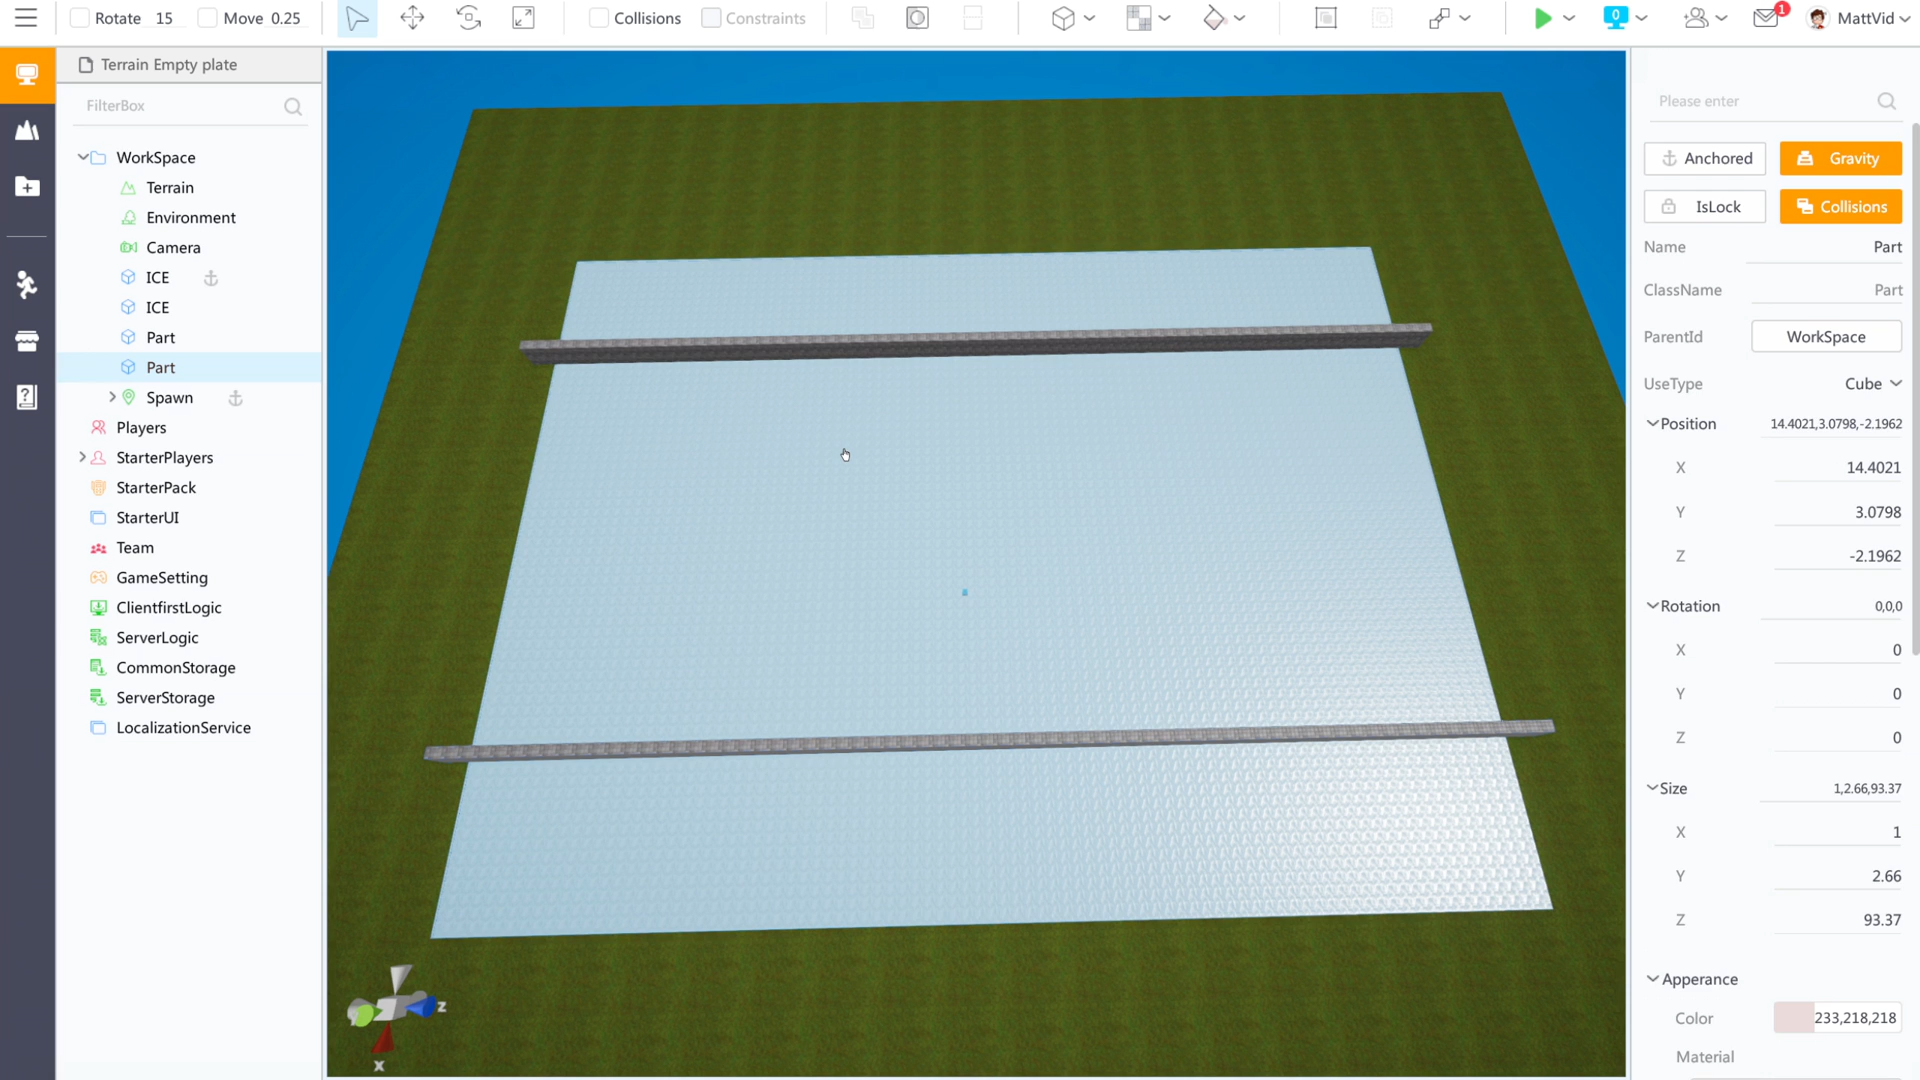 Rotate 15 Move 0.25 Collisions Constraints 0 1 MattVid
Terrain Empty plate
FilterBox
WorkSpace
Terrain
Environment
Camera
ICE
ICE
Part
Part
Spawn
Players
StarterPlayers
StarterPack
StarterUI
Team
GameSetting
ClientfirstLogic
ServerLogic
CommonStorage
ServerStorage
LocalizationService
Z
X
Please enter
Anchored Gravity
IsLock Collisions
Name Part
ClassName Part
ParentId WorkSpace
UseType Cube
Position 14.4021,3.0798,-2.1962
X 14.4021
Y 3.0798
Z -2.1962
Rotation 0,0,0
X 0
Y 0
Z 0
Size 1,2.66,93.37
X 1
Y 2.66
Z 93.37
Apperance
Color 233,218,218
Material